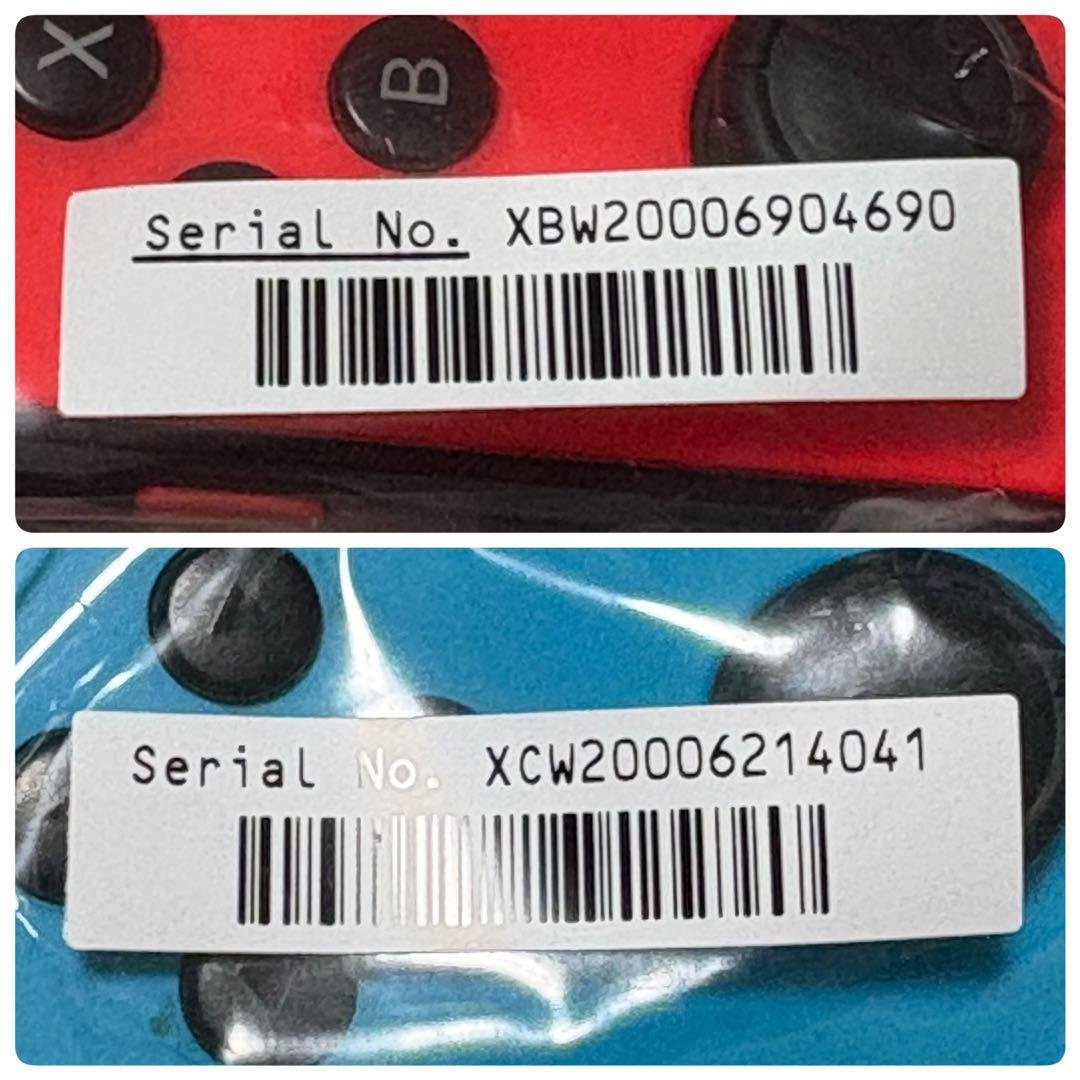 X
B
Serial No. XBW20006904690
Serial No. XCW20006214041